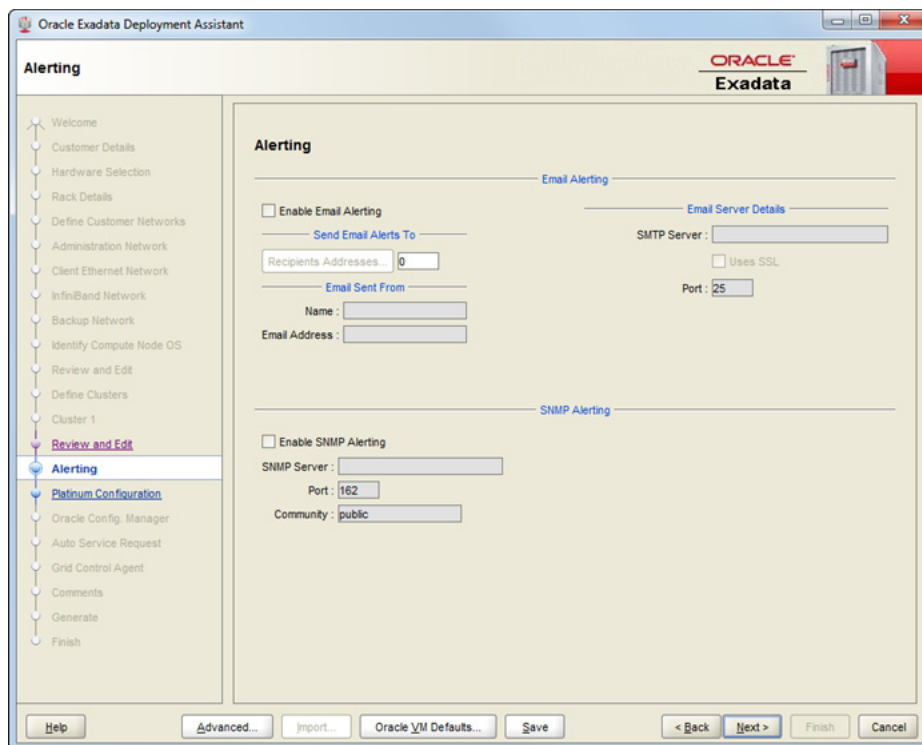 Oracle Exadata Deployment Assistant
Alerting
ORACLE®
Exadata
Welcome
Customer Details
Hardware Selection
Rack Details
Define Customer Networks
Administration Network
Client Ethernet Network
InfiniBand Network
Backup Network
Identify Compute Node OS
Review and Edit
Define Clusters
Cluster 1
Review and Edit
Alerting
Platinum Configuration
Oracle Config. Manager
Auto Service Request
Grid Control Agent
Comments
Generate
Finish
Alerting
Email Alerting
Enable Email Alerting
Send Email Alerts To
Recipients Addresses... 0
Email Sent From
Name :
Email Address :
Email Server Details
SMTP Server :
Uses SSL
Port : 25
SNMP Alerting
Enable SNMP Alerting
SNMP Server :
Port : 162
Community : public
Help Advanced... Import... Oracle VM Defaults... Save < Back Next > Finish Cancel